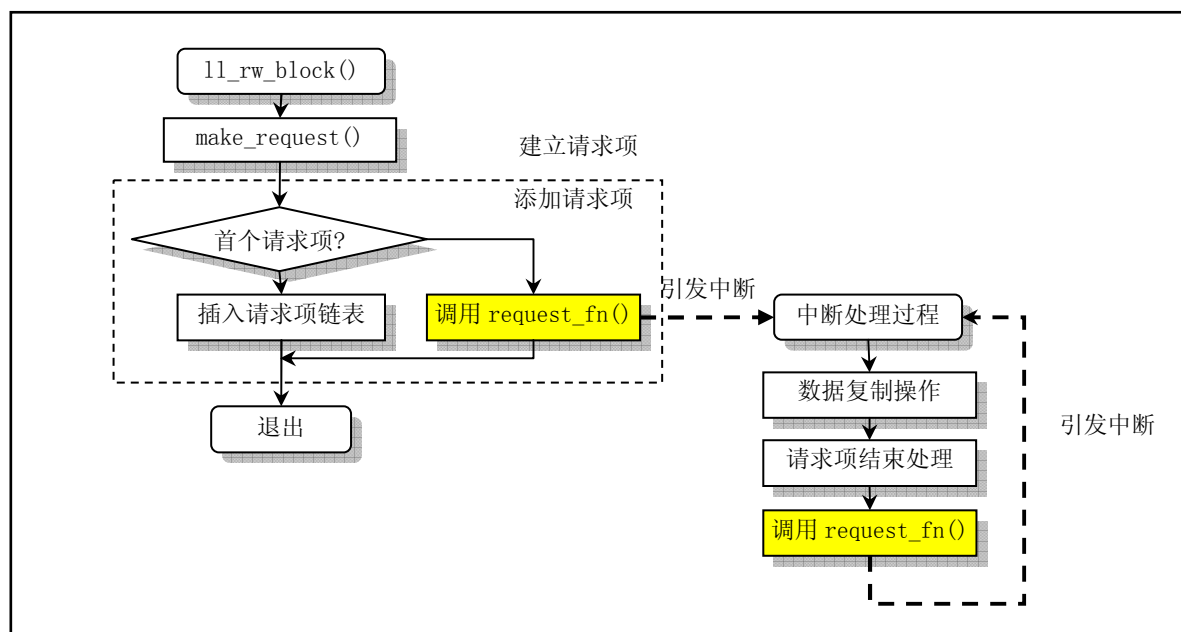 ll_rw_block()
make_request()
建立请求项
添加请求项
首个请求项?
插入请求项链表
调用 request_fn()
引发中断
中断处理过程
数据复制操作
退出
引发中断
请求项结束处理
调用 request_fn()